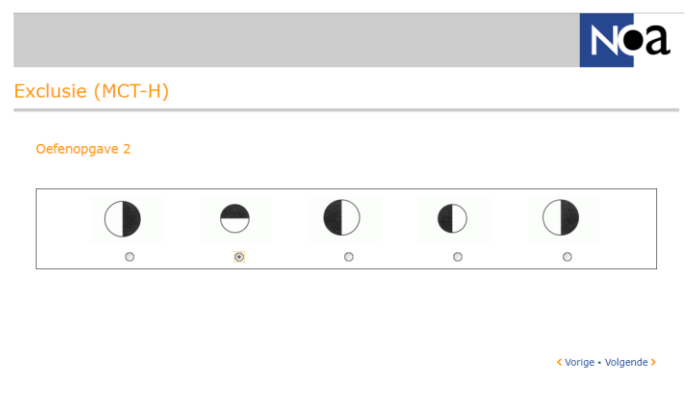 Noa
Exclusie (MCT-H)
Oefenopgave 2
‹ Vorige • Volgende ›